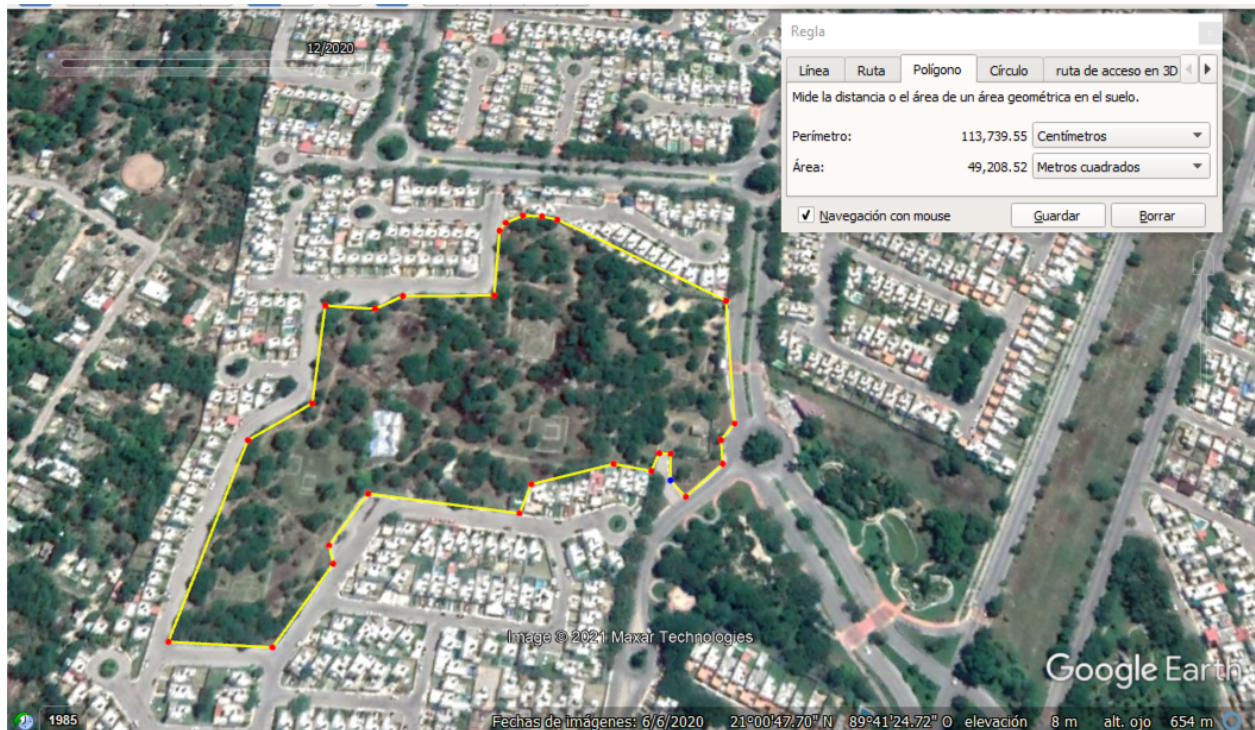 12/2020
Regla
Línea Ruta Polígono Círculo ruta de acceso en 3D
Mide la distancia o el área de un área geométrica en el suelo.
Perímetro: 113,739.55 Centímetros
Área: 49,208.52 Metros cuadrados
Navegación con mouse Guardar Borrar
Image © 2021 Maxar Technologies
Google Earth
1985 Fechas de imágenes: 6/6/2020 21°00'47.70" N 89°41'24.72" O elevación 8 m alt. ojo 654 m